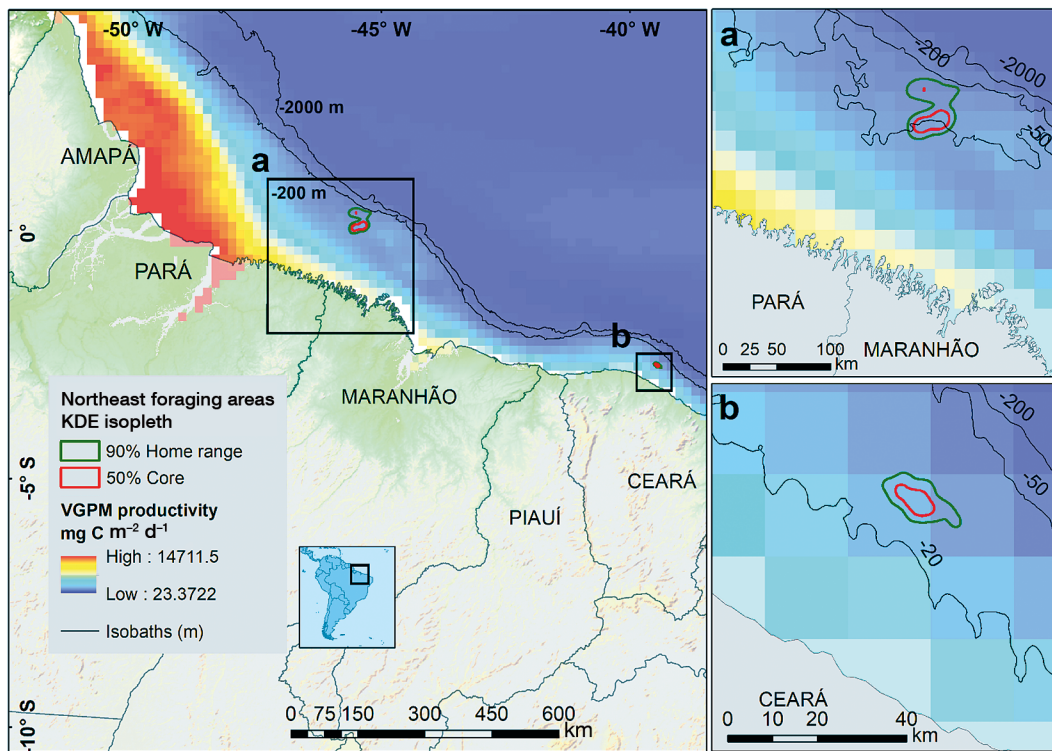 -50° W
-45° W
-40° W
0°
-5° S
-10° S
-2000 m
a
-200 m
AMAPÁ
PARÁ
b
MARANHÃO
CEARÁ
PIAUÍ
Northeast foraging areas
KDE isopleth
90% Home range
50% Core
VGPM productivity
mg C m⁻² d⁻¹
High : 14711.5
Low : 23.3722
Isobaths (m)
0 75 150 300 450 600
km
a
-200
-2000
-50
PARÁ
MARANHÃO
0 25 50 100
km
b
-200
-50
-20
CEARÁ
0 10 20 40
km